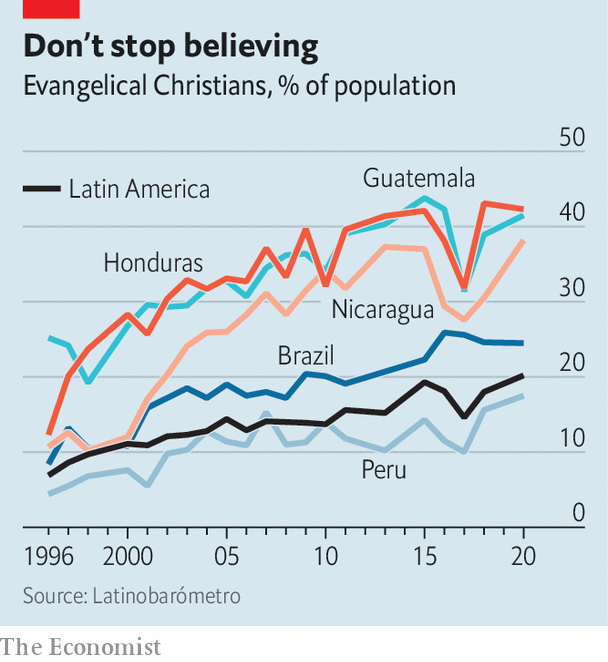 Don’t stop believing
Evangelical Christians, % of population
50
Guatemala
Latin America
40
Honduras
30
Nicaragua
Brazil
20
10
Peru
0
1996 2000 05 10 15 20
Source: Latinobarómetro
The Economist